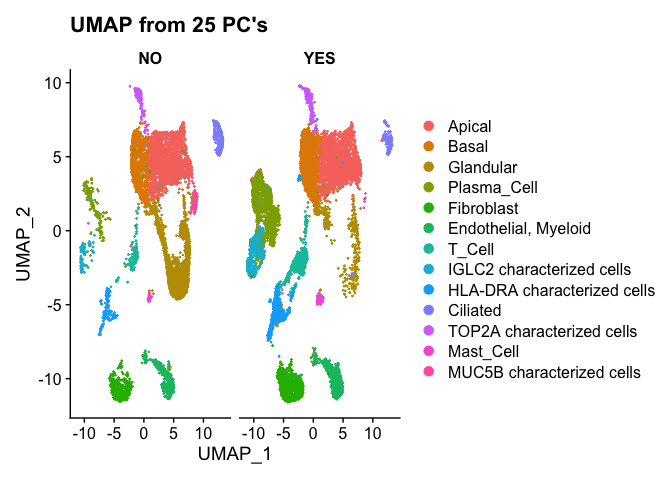 UMAP from 25 PC's
NO
YES
10
5
0
-5
-10
UMAP_2
-10 -5 0 5 10
-10 -5 0 5 10
UMAP_1
Apical
Basal
Glandular
Plasma_Cell
Fibroblast
Endothelial, Myeloid
T_Cell
IGLC2 characterized cells
HLA-DRA characterized cells
Ciliated
TOP2A characterized cells
Mast_Cell
MUC5B characterized cells